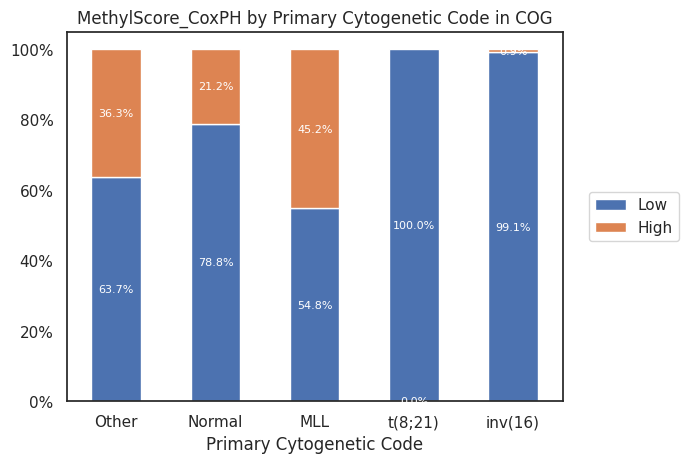 MethylScore_CoxPH by Primary Cytogenetic Code in COG
100%
80%
60%
40%
20%
0%
36.3%
63.7%
21.2%
78.8%
45.2%
54.8%
100.0%
0.0%
0.9%
99.1%
Other
Normal
MLL
t(8;21)
inv(16)
Primary Cytogenetic Code
Low
High